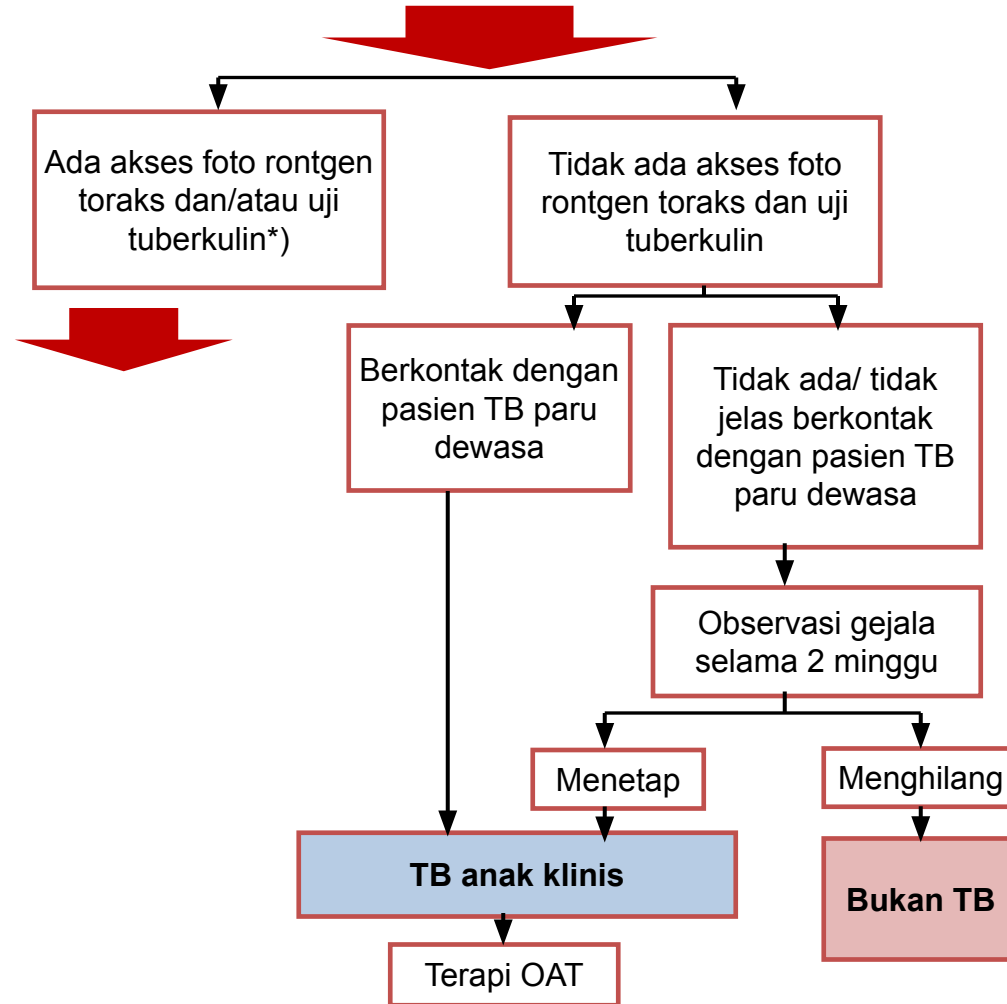 Ada akses foto rontgen
toraks dan/atau uji
tuberkulin*)
Tidak ada akses foto
rontgen toraks dan uji
tuberkulin
Berkontak dengan
pasien TB paru
dewasa
Tidak ada/ tidak
jelas berkontak
dengan pasien TB
paru dewasa
Observasi gejala
selama 2 minggu
Menetap
Menghilang
TB anak klinis
Bukan TB
Terapi OAT